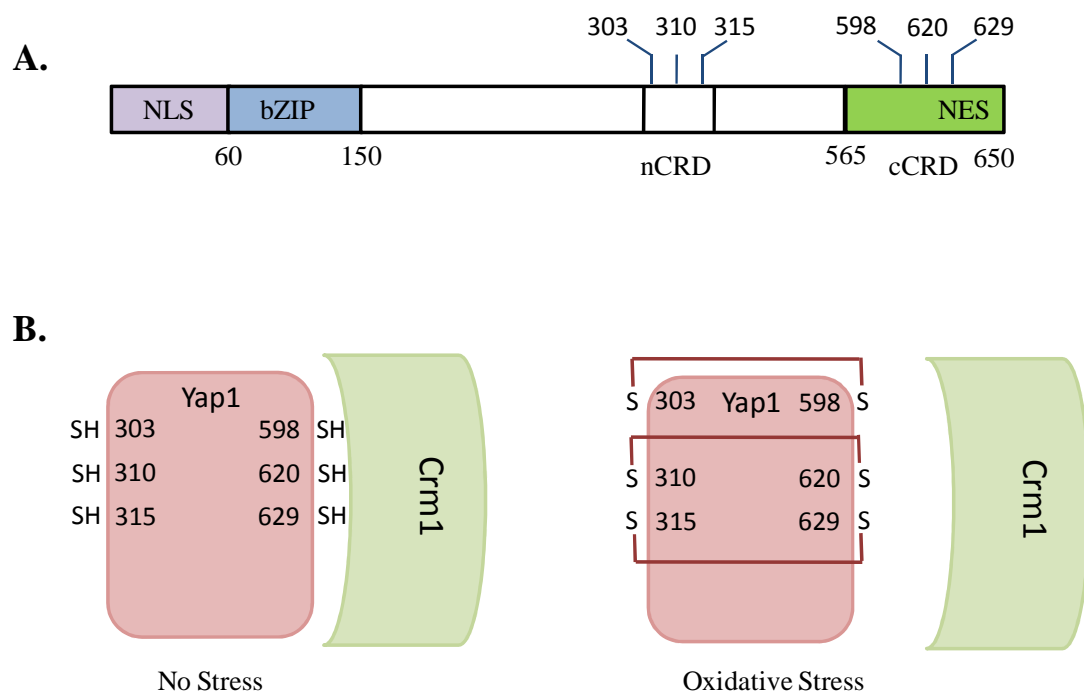 A.
303 310 315 598 620 629
NLS bZIP NES
60 150 565 650
nCRD cCRD
B.
Yap1
SH 303 598 SH
SH 310 620 SH
SH 315 629 SH
Crm1
No Stress
S 303 Yap1 598 S
S 310 620 S
S 315 629 S
Crm1
Oxidative Stress